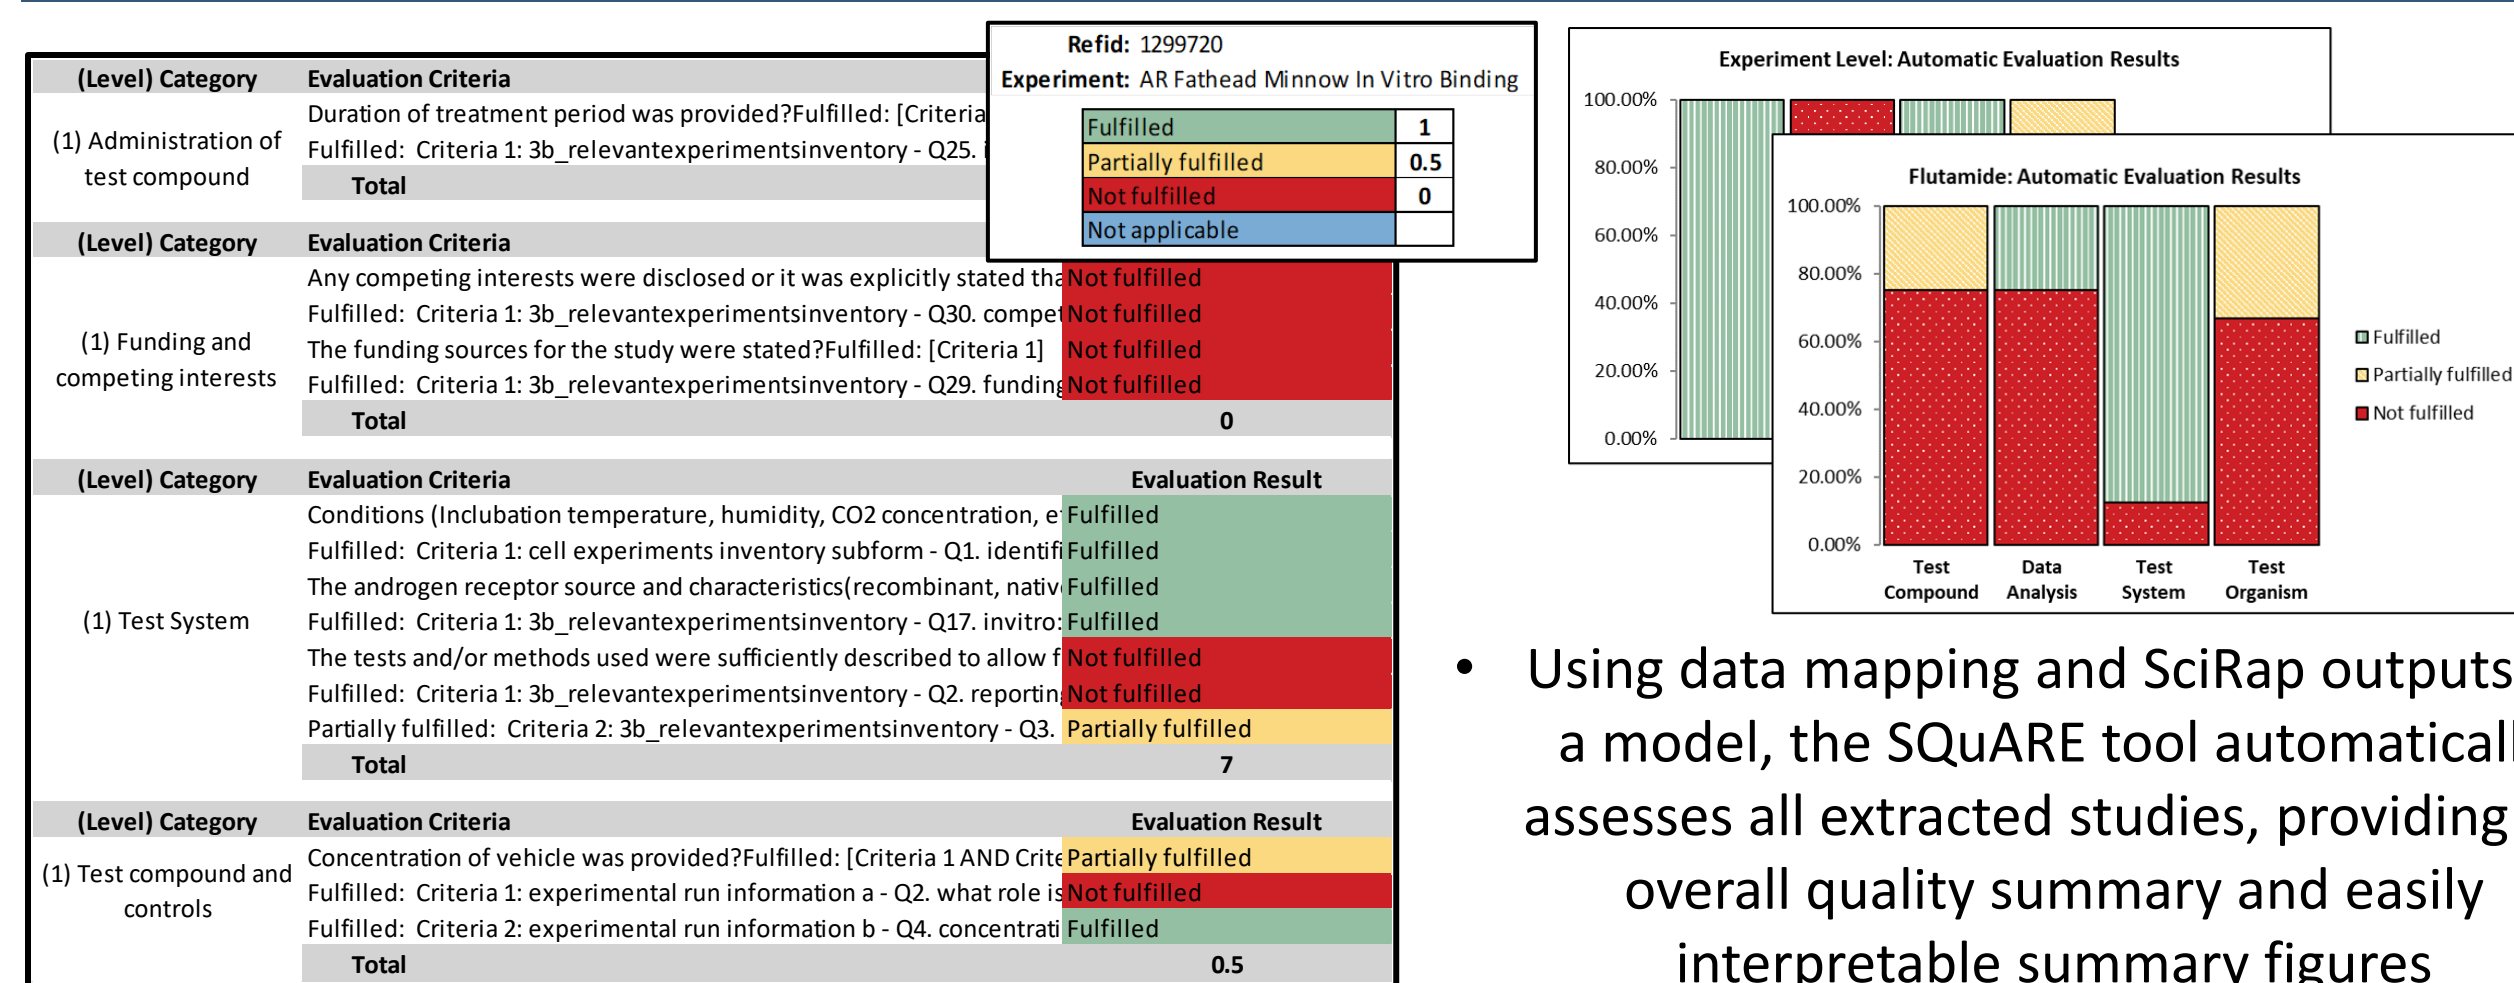 (Level) Category Evaluation Criteria
(1) Administration of test compound
Duration of treatment period was provided?Fulfilled: [Criteria
Fulfilled: Criteria 1: 3b_relevantexperimentsinventory - Q25.
Total
(Level) Category Evaluation Criteria
(1) Funding and competing interests
Any competing interests were disclosed or it was explicitly stated tha Not fulfilled
Fulfilled: Criteria 1: 3b_relevantexperimentsinventory - Q30. compet Not fulfilled
The funding sources for the study were stated?Fulfilled: [Criteria 1] Not fulfilled
Fulfilled: Criteria 1: 3b_relevantexperimentsinventory - Q29. funding Not fulfilled
Total 0
(Level) Category Evaluation Criteria Evaluation Result
(1) Test System
Conditions (Inclubation temperature, humidity, CO2 concentration, e Fulfilled
Fulfilled: Criteria 1: cell experiments inventory subform - Q1. identifi Fulfilled
The androgen receptor source and characteristics(recombinant, nativ Fulfilled
Fulfilled: Criteria 1: 3b_relevantexperimentsinventory - Q17. invitro: Fulfilled
The tests and/or methods used were sufficiently described to allow f Not fulfilled
Fulfilled: Criteria 1: 3b_relevantexperimentsinventory - Q2. reporting Not fulfilled
Partially fulfilled: Criteria 2: 3b_relevantexperimentsinventory - Q3. Partially fulfilled
Total 7
(Level) Category Evaluation Criteria Evaluation Result
(1) Test compound and controls
Concentration of vehicle was provided?Fulfilled: [Criteria 1 AND Crite Partially fulfilled
Fulfilled: Criteria 1: experimental run information a - Q2. what role is Not fulfilled
Fulfilled: Criteria 2: experimental run information b - Q4. concentrati Fulfilled
Total 0.5
Refid: 1299720
Experiment: AR Fathead Minnow In Vitro Binding
Fulfilled 1
Partially fulfilled 0.5
Not fulfilled 0
Not applicable
Experiment Level: Automatic Evaluation Results
100.00%
80.00%
60.00%
40.00%
20.00%
0.00%
Flutamide: Automatic Evaluation Results
100.00%
80.00%
60.00%
40.00%
20.00%
0.00%
Test Compound
Data Analysis
Test System
Test Organism
Fulfilled
Partially fulfilled
Not fulfilled
• Using data mapping and SciRap outputs
a model, the SQuARE tool automaticall
assesses all extracted studies, providing
overall quality summary and easily
interpretable summary figures